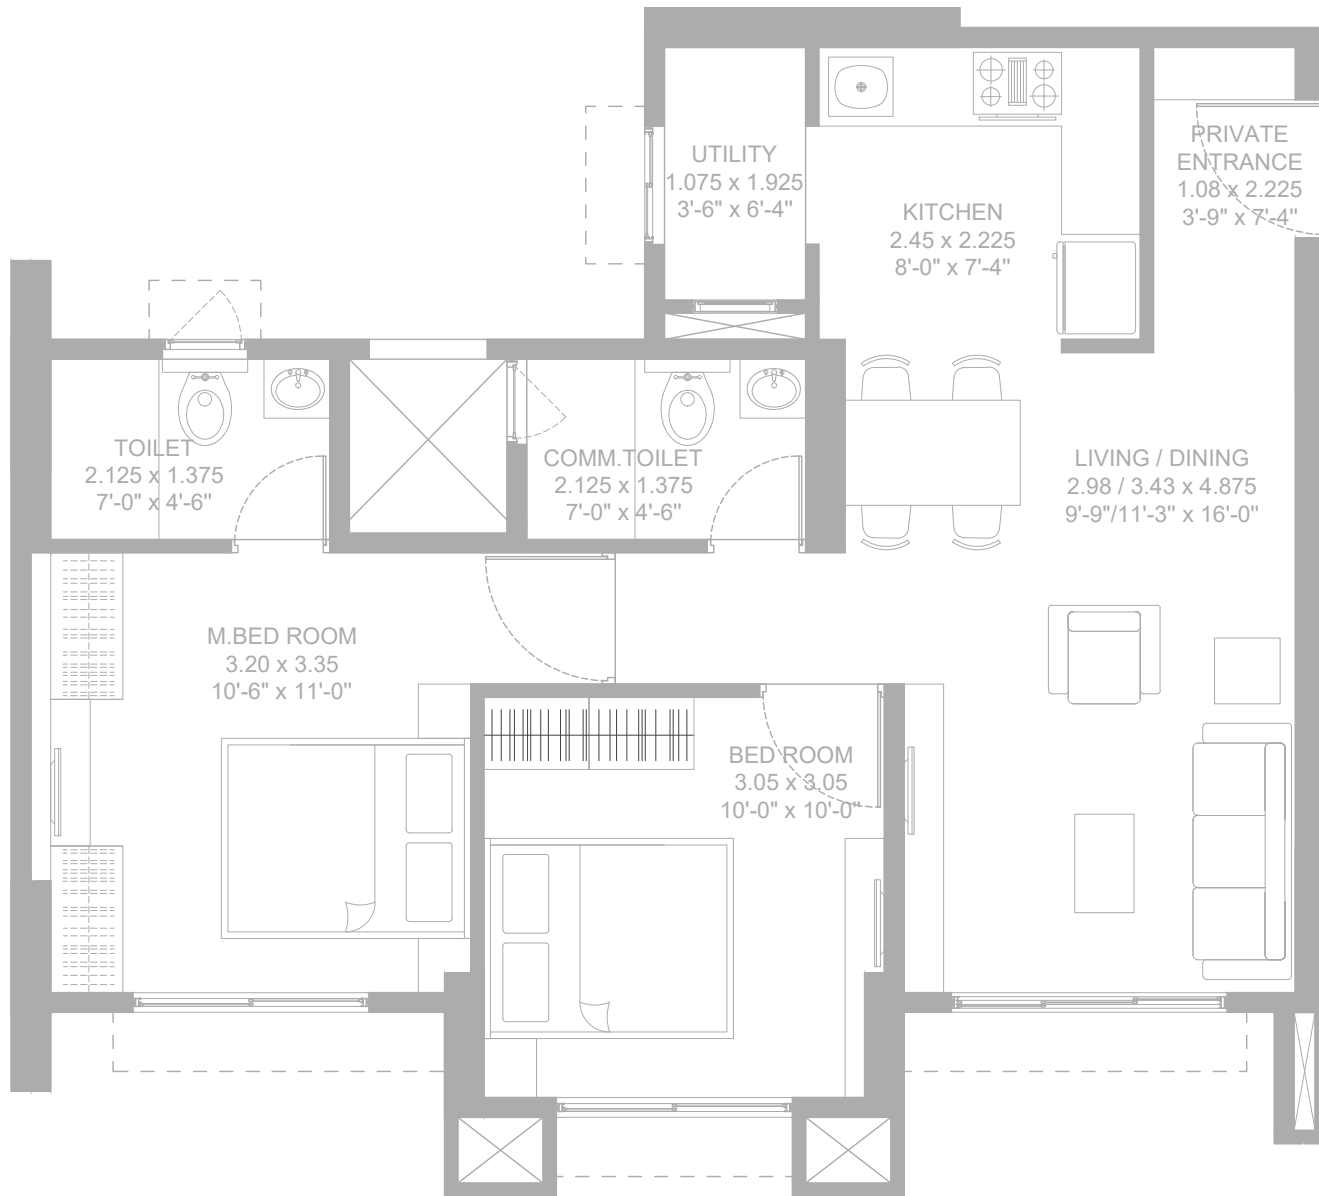 UTILITY
1.075 x 1.925
3'-6" x 6'-4"
PRIVATE
ENTRANCE
1.08 x 2.225
3'-9" x 7'-4"
KITCHEN
2.45 x 2.225
8'-0" x 7'-4"
TOILET
2.125 x 1.375
7'-0" x 4'-6"
COMM.TOILET
2.125 x 1.375
7'-0" x 4'-6"
LIVING / DINING
2.98 / 3.43 x 4.875
9'-9"/11'-3" x 16'-0"
M.BED ROOM
3.20 x 3.35
10'-6" x 11'-0"
BED ROOM
3.05 x 3.05
10'-0" x 10'-0"